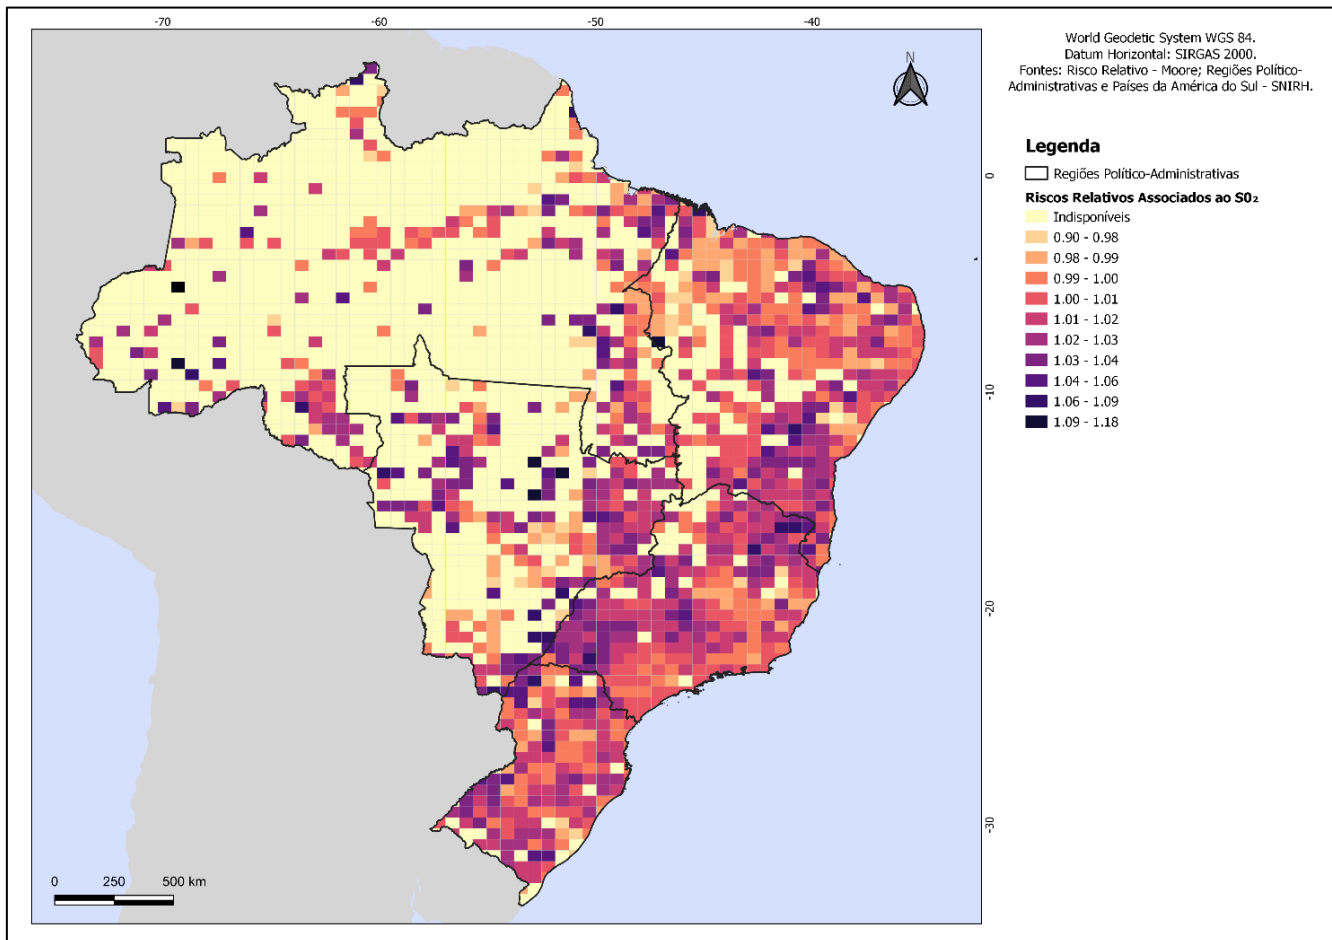 -70
-60
-50
-40
World Geodetic System WGS 84.
Datum Horizontal: SIRGAS 2000.
Fontes: Risco Relativo - Moore; Regiões Político-
Administrativas e Países da América do Sul - SNIRH.
N
Legenda
Regiões Político-Administrativas
Riscos Relativos Associados ao S0₂
Indisponíveis
0.90 - 0.98
0.98 - 0.99
0.99 - 1.00
1.00 - 1.01
1.01 - 1.02
1.02 - 1.03
1.03 - 1.04
1.04 - 1.06
1.06 - 1.09
1.09 - 1.18
0
-10
-20
-30
0 250 500 km